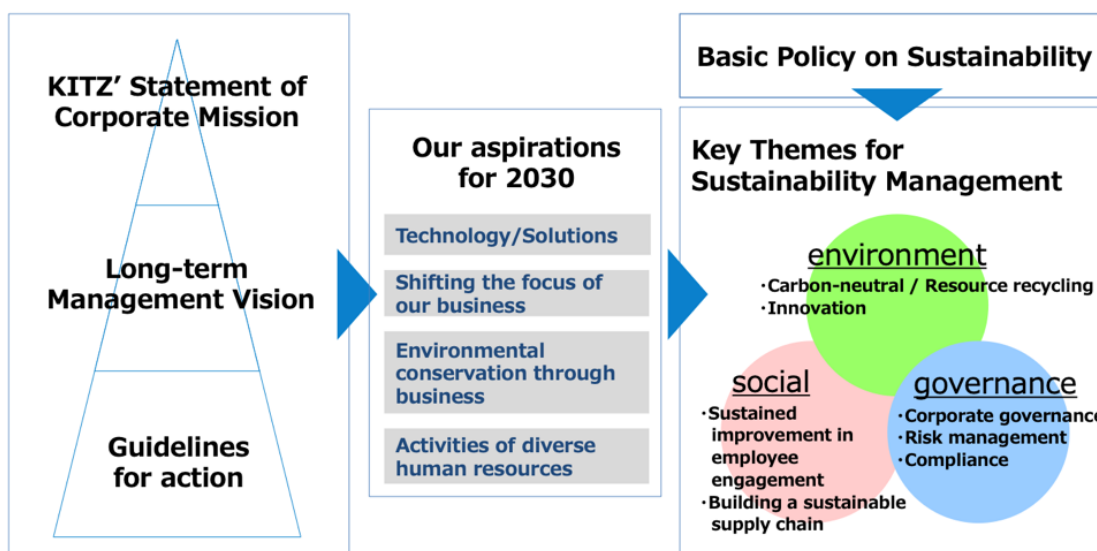 KITZ’ Statement of
Corporate Mission
Long-term
Management Vision
Guidelines
for action
Our aspirations
for 2030
Technology/Solutions
Shifting the focus of
our business
Environmental
conservation through
business
Activities of diverse
human resources
Basic Policy on Sustainability
Key Themes for
Sustainability Management
environment
・Carbon-neutral / Resource recycling
・Innovation
social
・Sustained
improvement in
employee
engagement
・Building a sustainable
supply chain
governance
・Corporate governance
・Risk management
・Compliance